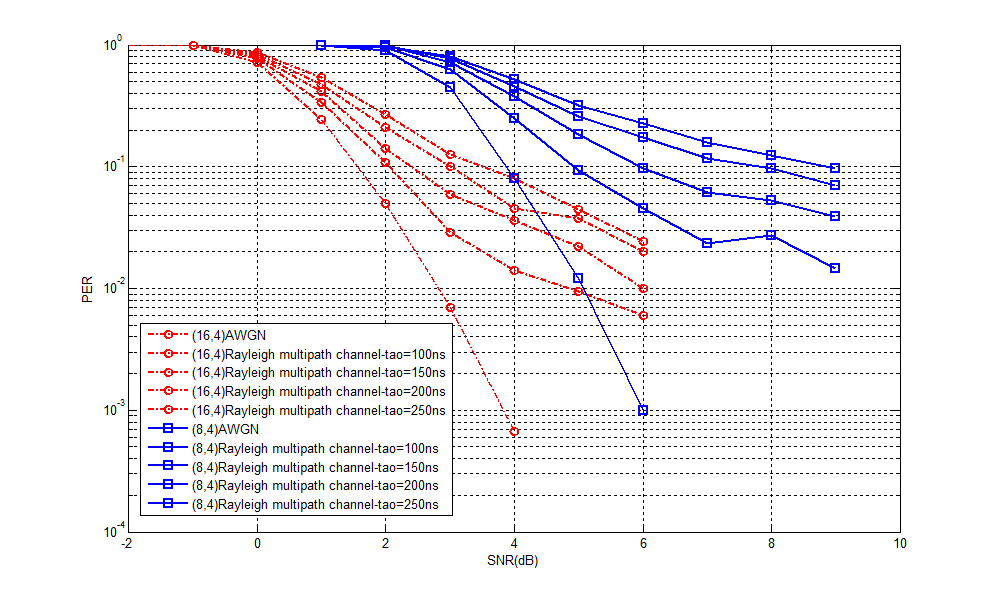 10^0
10^-1
10^-2
10^-3
10^-4
PER
(16,4)AWGN
(16,4)Rayleigh multipath channel-tao=100ns
(16,4)Rayleigh multipath channel-tao=150ns
(16,4)Rayleigh multipath channel-tao=200ns
(16,4)Rayleigh multipath channel-tao=250ns
(8,4)AWGN
(8,4)Rayleigh multipath channel-tao=100ns
(8,4)Rayleigh multipath channel-tao=150ns
(8,4)Rayleigh multipath channel-tao=200ns
(8,4)Rayleigh multipath channel-tao=250ns
-2 0 2 4 6 8 10
SNR(dB)